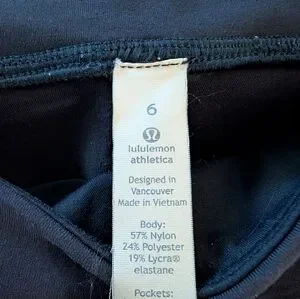 6
lululemon
athletica
Designed in
Vancouver
Made in Vietnam
Body:
57% Nylon
24% Polyester
19% Lycra®
elastane
Pockets: